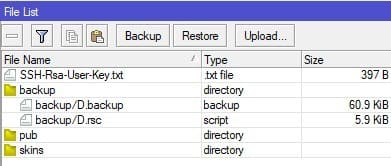 File List
Backup Restore Upload...
File Name / Type Size
SSH-Rsa-User-Key.txt .txt file 397 B
backup directory
backup/D.backup backup 60.9 KiB
backup/D.rsc script 5.9 KiB
pub directory
skins directory